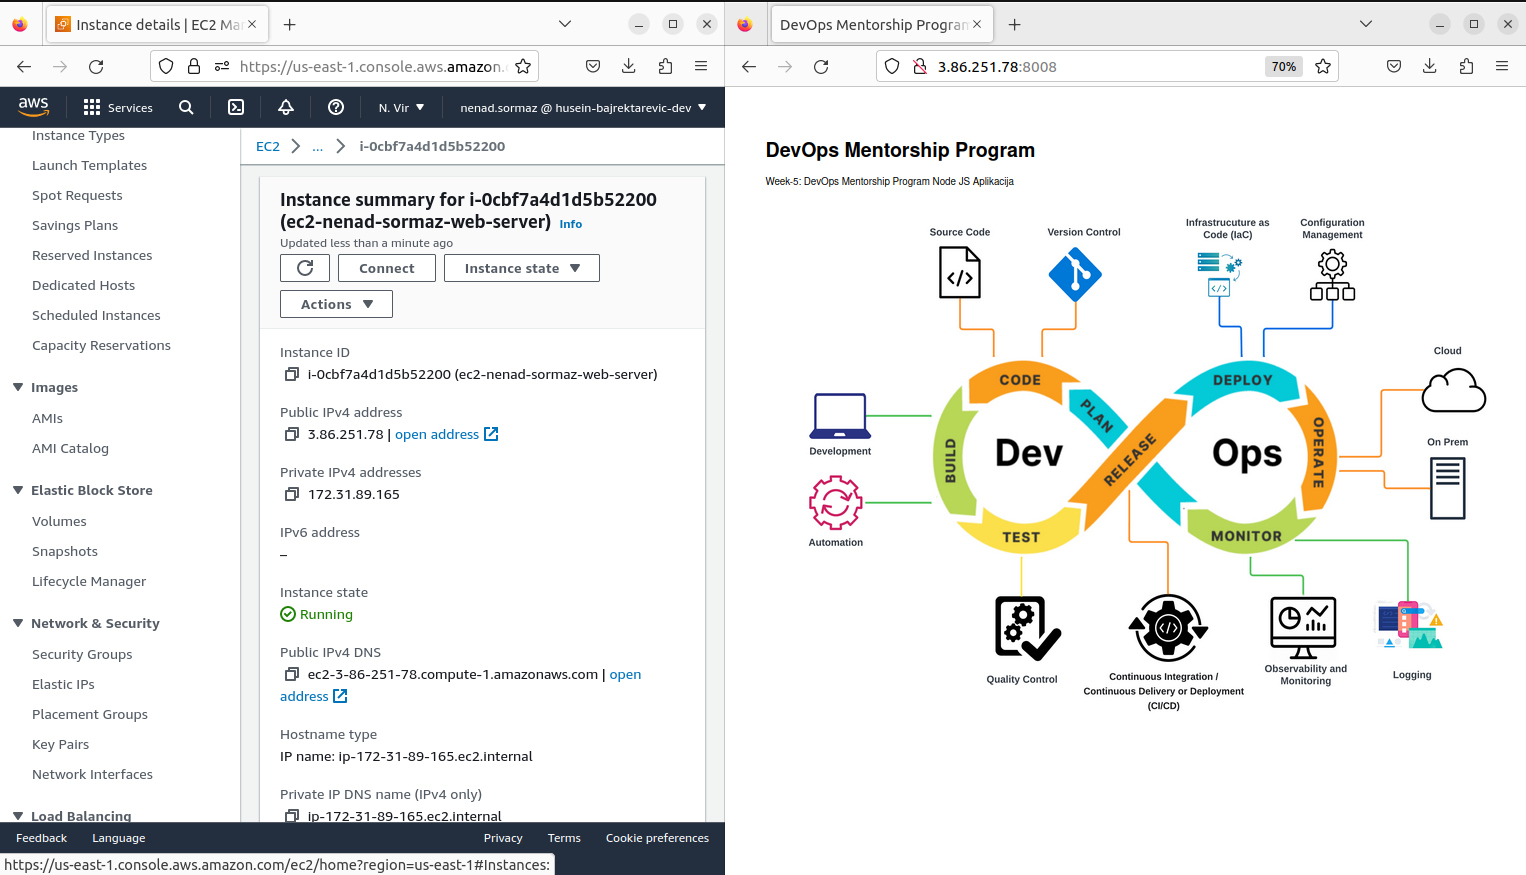 Instance details | EC2 Ma
https://us-east-1.console.aws.amazon.
aws
Services
N. Vir
nenad.sormaz @ husein-bajrektarevic-dev
Instance Types
Launch Templates
Spot Requests
Savings Plans
Reserved Instances
Dedicated Hosts
Scheduled Instances
Capacity Reservations
Images
AMIs
AMI Catalog
Elastic Block Store
Volumes
Snapshots
Lifecycle Manager
Network & Security
Security Groups
Elastic IPs
Placement Groups
Key Pairs
Network Interfaces
Load Balancing
EC2
...
i-0cbf7a4d1d5b52200
Instance summary for i-0cbf7a4d1d5b52200
(ec2-nenad-sormaz-web-server) Info
Updated less than a minute ago
Connect
Instance state
Actions
Instance ID
i-0cbf7a4d1d5b52200 (ec2-nenad-sormaz-web-server)
Public IPv4 address
3.86.251.78 | open address
Private IPv4 addresses
172.31.89.165
IPv6 address
–
Instance state
Running
Public IPv4 DNS
ec2-3-86-251-78.compute-1.amazonaws.com | open
address
Hostname type
IP name: ip-172-31-89-165.ec2.internal
Private IP DNS name (IPv4 only)
ip-172-31-89-165.ec2.internal
Feedback
Language
Privacy
Terms
Cookie preferences
https://us-east-1.console.aws.amazon.com/ec2/home?region=us-east-1#Instances:
DevOps Mentorship Program
3.86.251.78:8008
70%
DevOps Mentorship Program
Week-5: DevOps Mentorship Program Node JS Aplikacija
Source Code
Version Control
Infrastrucuture as
Code (IaC)
Configuration
Management
Cloud
On Prem
Development
Automation
CODE
PLAN
BUILD
TEST
RELEASE
DEPLOY
OPERATE
MONITOR
Dev
Ops
Quality Control
Continuous Integration /
Continuous Delivery or Deployment
(CI/CD)
Observability and
Monitoring
Logging